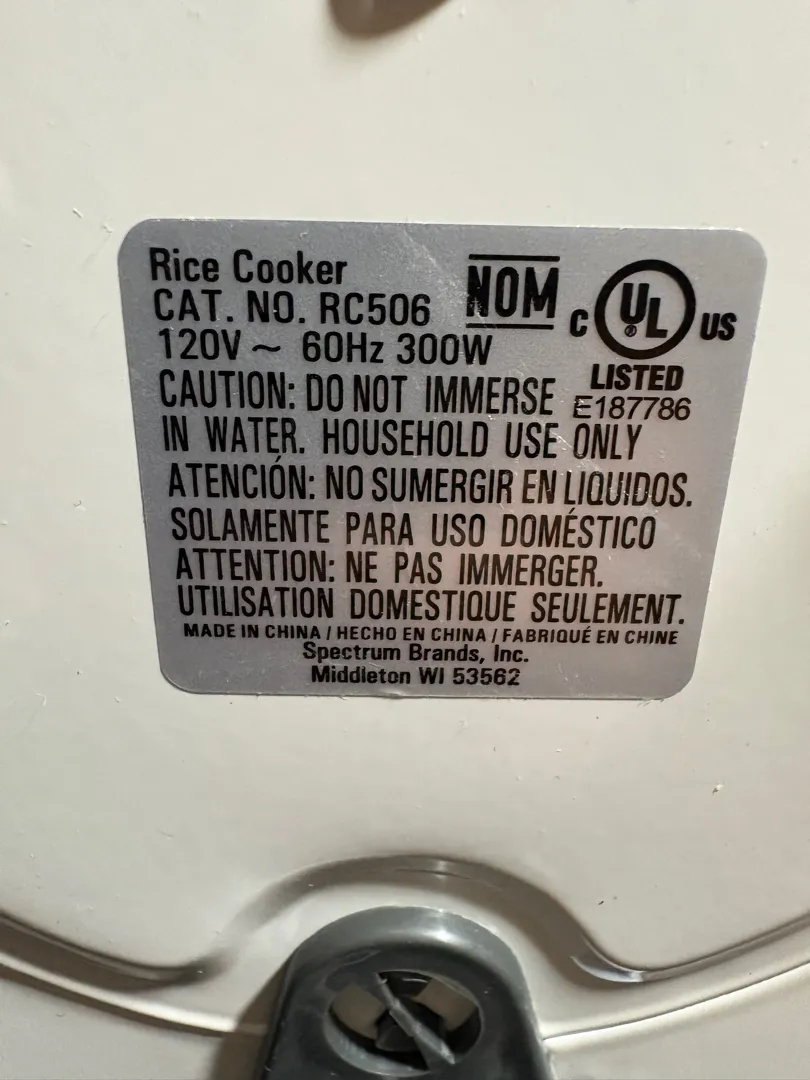 Rice Cooker
NOM
CAT. NO. RC506
C UL® US
120V ~ 60Hz 300W
LISTED
CAUTION: DO NOT IMMERSE
E187786
IN WATER. HOUSEHOLD USE ONLY
ATENCIÓN: NO SUMERGIR EN LIQUIDOS.
SOLAMENTE PARA USO DOMÉSTICO
ATTENTION: NE PAS IMMERGER.
UTILISATION DOMESTIQUE SEULEMENT.
MADE IN CHINA / HECHO EN CHINA / FABRIQUÉ EN CHINE
Spectrum Brands, Inc.
Middleton WI 53562